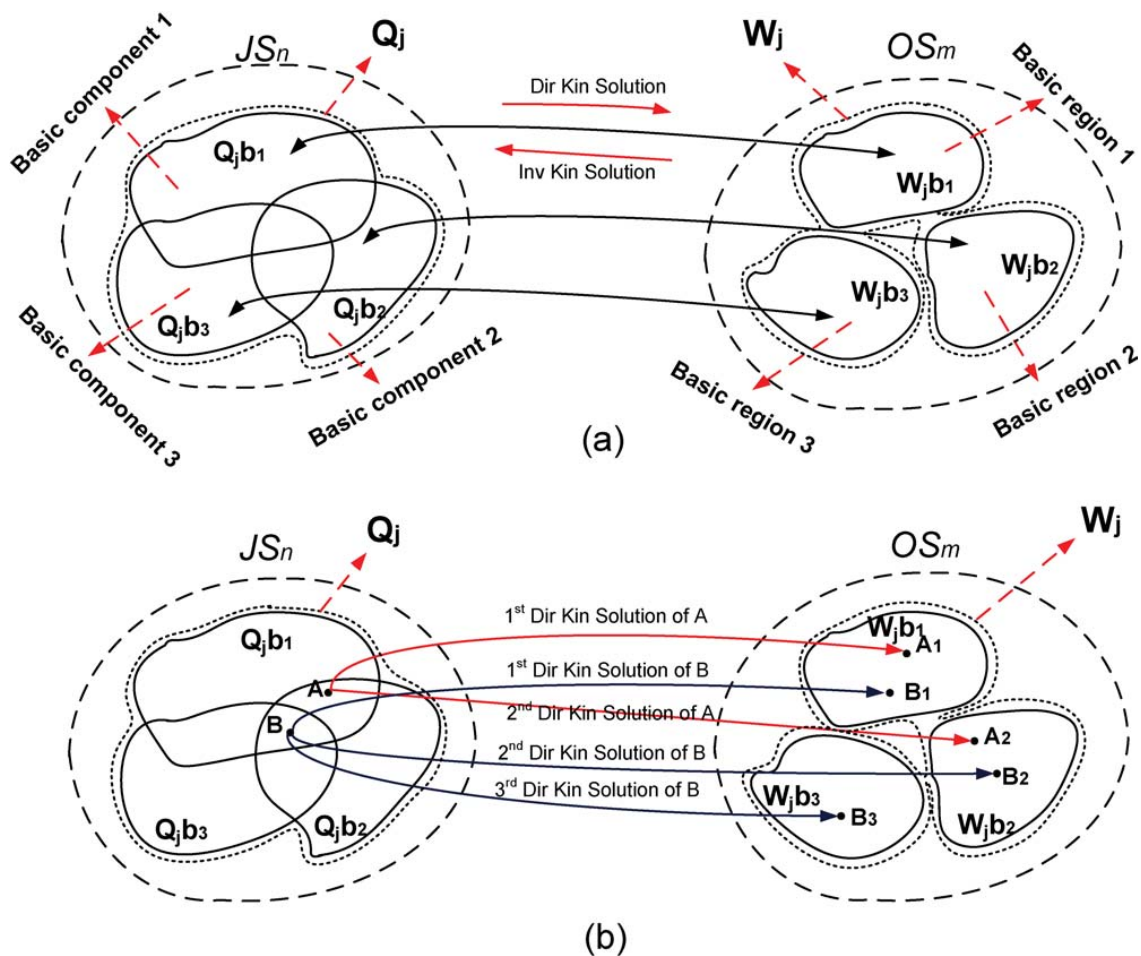 JSn
Qj
Wj
OSm
Basic component 1
Dir Kin Solution
Inv Kin Solution
Basic region 1
Qjb1
Wjb1
Wjb2
Wjb3
Qjb2
Qjb3
Basic component 3
Basic component 2
Basic region 3
Basic region 2
(a)
JSn
Qj
OSm
Wj
Qjb1
1st Dir Kin Solution of A
Wjb1
A1
1st Dir Kin Solution of B
A
B1
2nd Dir Kin Solution of A
B
A2
2nd Dir Kin Solution of B
B2
3rd Dir Kin Solution of B
Wjb3
B3
Qjb3
Qjb2
Wjb2
(b)